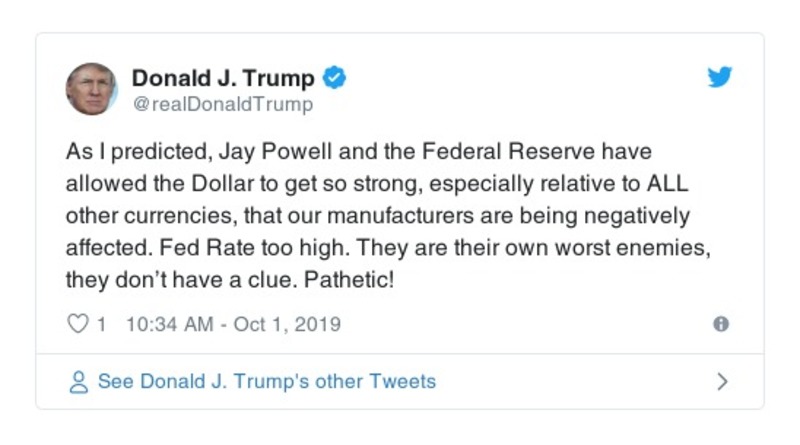 Donald J. Trump
@realDonaldTrump
As I predicted, Jay Powell and the Federal Reserve have
allowed the Dollar to get so strong, especially relative to ALL
other currencies, that our manufacturers are being negatively
affected. Fed Rate too high. They are their own worst enemies,
they don’t have a clue. Pathetic!
1 10:34 AM - Oct 1, 2019
See Donald J. Trump's other Tweets